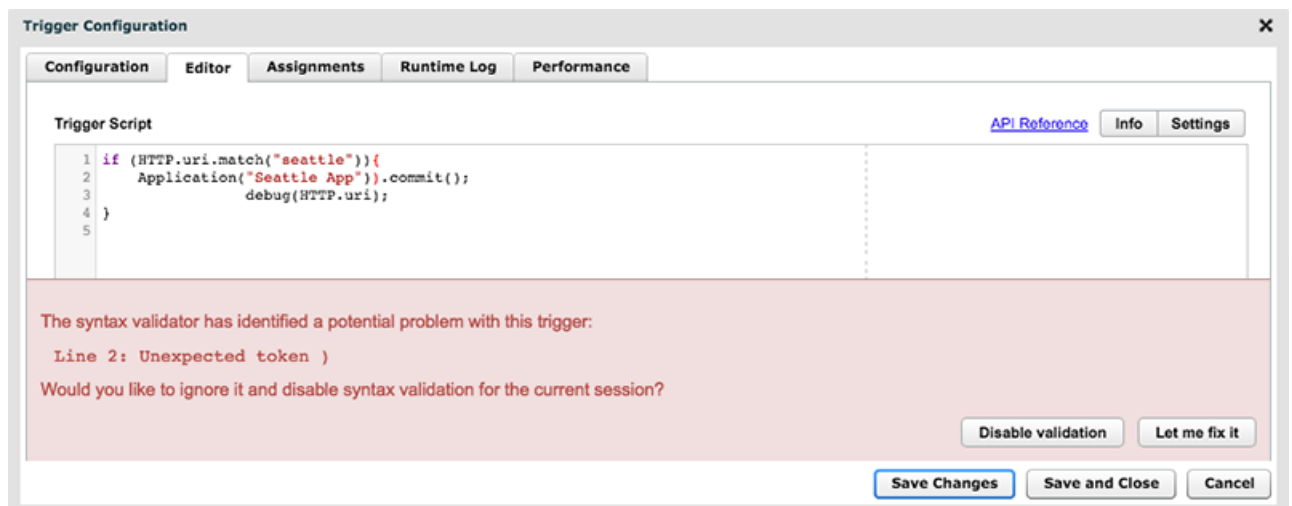 Trigger Configuration
Configuration Editor Assignments Runtime Log Performance
Trigger Script API Reference Info Settings
1 if (HTTP.uri.match("seattle")){
2     Application("Seattle App")).commit();
3                 debug(HTTP.uri);
4 }
5
The syntax validator has identified a potential problem with this trigger:
Line 2: Unexpected token )
Would you like to ignore it and disable syntax validation for the current session?
Disable validation Let me fix it
Save Changes Save and Close Cancel